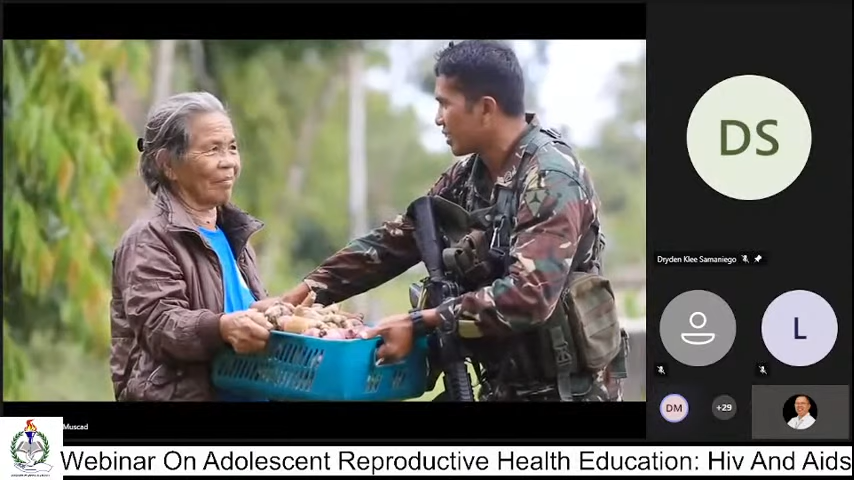 DS
Dryden Klee Samaniego
L
DM
+29
Muscad
Webinar On Adolescent Reproductive Health Education: Hiv And Aids